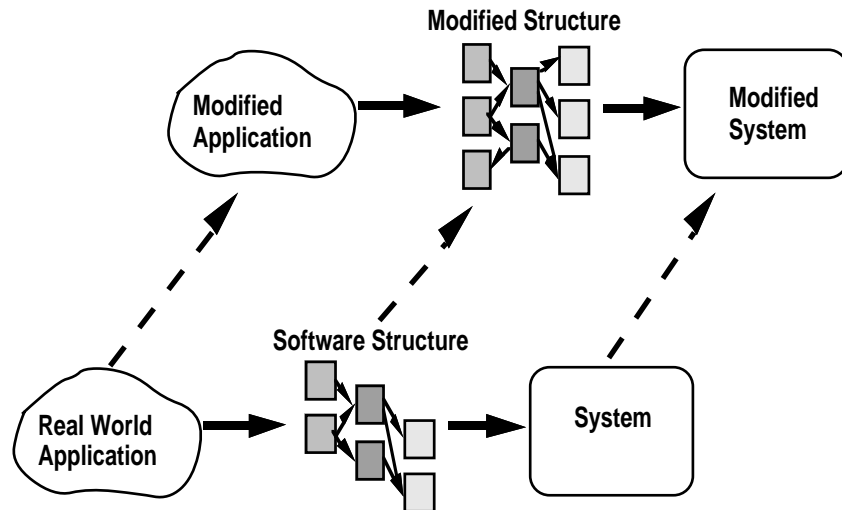 Modified Structure
Modified
Application
Modified
System
Software Structure
Real World
Application
System